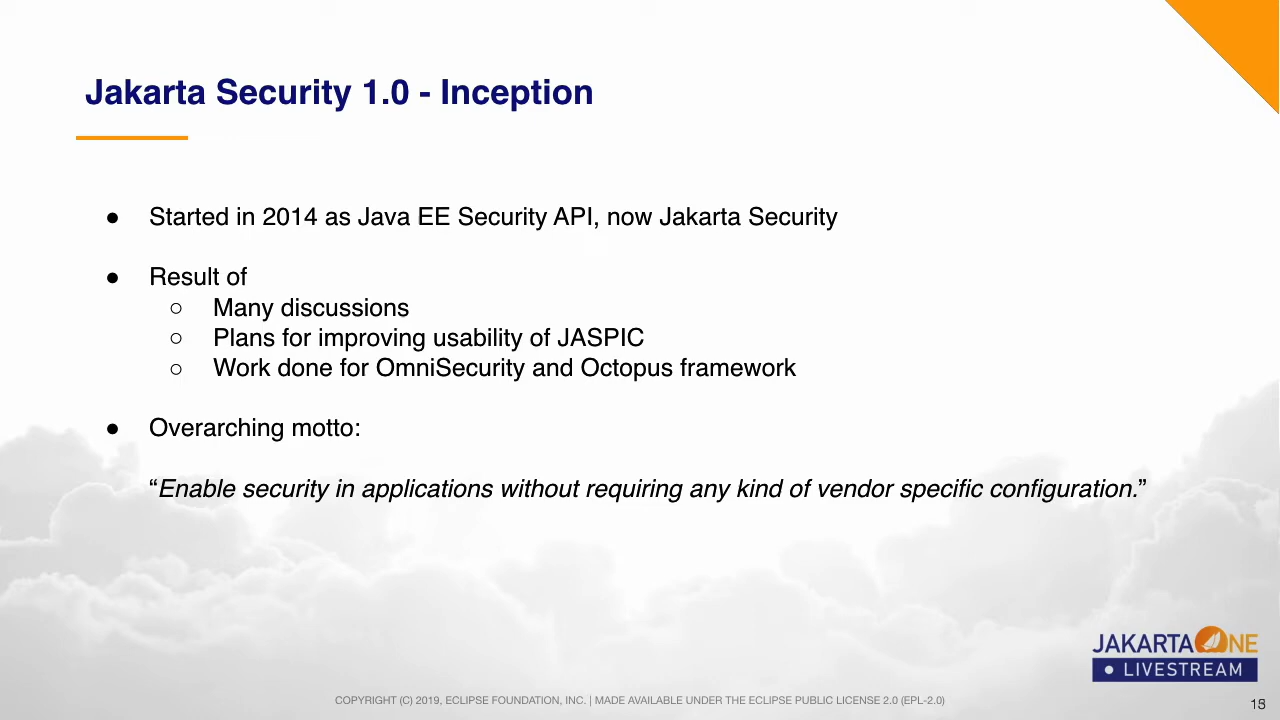 Jakarta Security 1.0 - Inception
● Started in 2014 as Java EE Security API, now Jakarta Security
● Result of
○ Many discussions
○ Plans for improving usability of JASPIC
○ Work done for OmniSecurity and Octopus framework
● Overarching motto:
“Enable security in applications without requiring any kind of vendor specific configuration.”
JAKARTA ONE
LIVESTREAM
COPYRIGHT (C) 2019, ECLIPSE FOUNDATION, INC. | MADE AVAILABLE UNDER THE ECLIPSE PUBLIC LICENSE 2.0 (EPL-2.0)